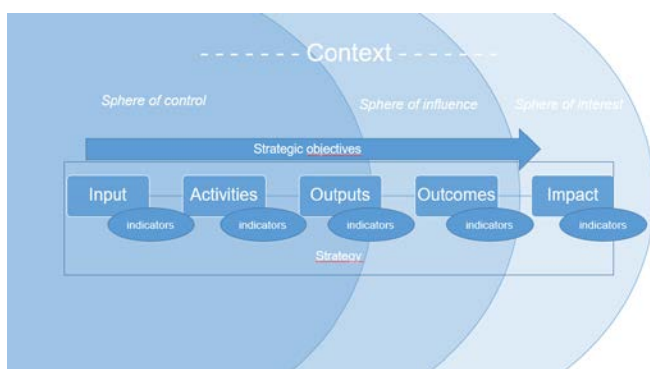 Context
Sphere of control
Sphere of influence
Sphere of interest
Strategic objectives
Input
Activities
Outputs
Outcomes
Impact
indicators
indicators
indicators
indicators
indicators
Strategy